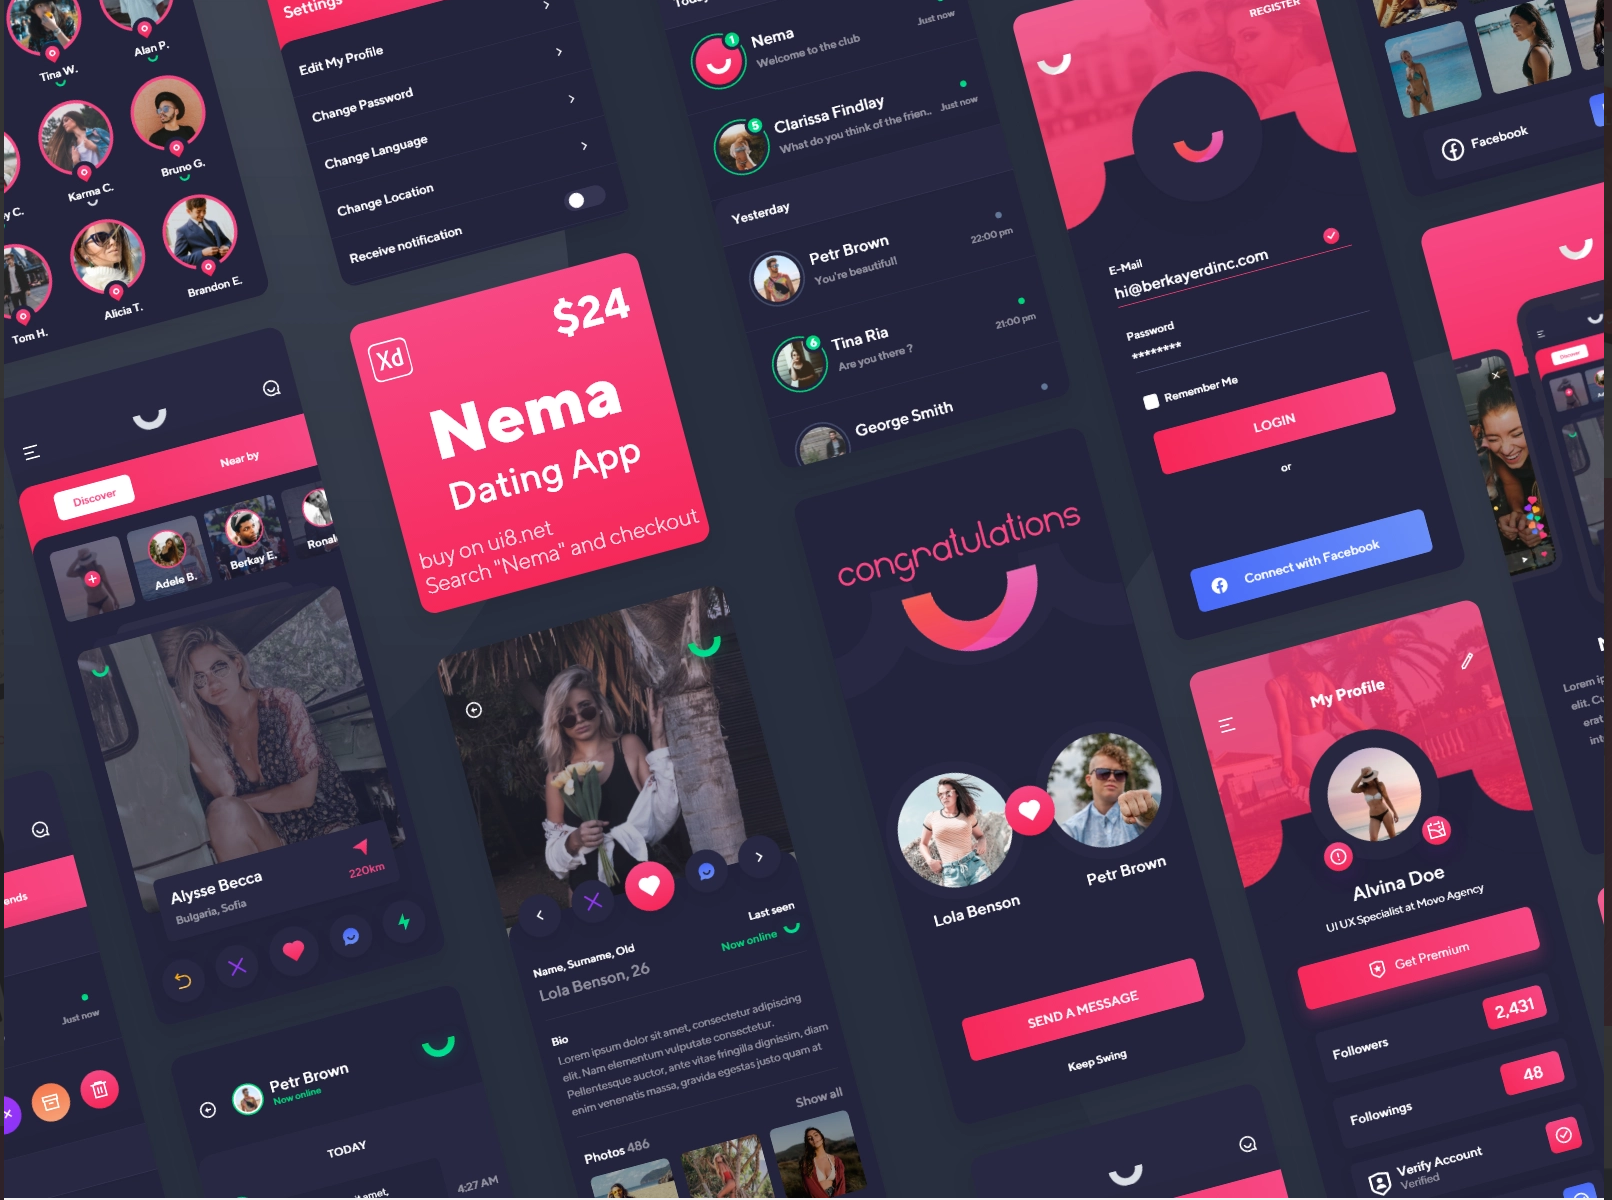 Tina W.
Alan P.
Karma C.
Bruno G.
y C.
Tom H.
Alicia T.
Brandon E.
Settings
Edit My Profile
Change Password
Change Language
Change Location
Receive notification
$24
Xd
Nema
Dating App
buy on ui8.net
Search "Nema" and checkout
Nema
1
Welcome to the club
Just now
Clarissa Findlay
5
What do you think of the frien..
Just now
Yesterday
Petr Brown
You're beautiful!
22:00 pm
Tina Ria
6
Are you there ?
21:00 pm
George Smith
REGISTER
E-Mail
hi@berkayerdinc.com
Password
********
Remember Me
LOGIN
or
Connect with Facebook
Facebook
Discover
Discover
Near by
Adele B.
Berkay E.
Ronal
Alysse Becca
Bulgaria, Sofia
220km
ends
Just now
Petr Brown
Now online
TODAY
4:27 AM
Last seen
Now online
Name, Surname, Old
Lola Benson, 26
Bio
Lorem ipsum dolor sit amet, consectetur adipiscing
elit. Nam elementum vulputate consectetur.
Pellentesque auctor, ante vitae fringilla dignissim, diam
enim venenatis massa, gravida egestas justo quam at
Show all
Photos 486
congratulations
Lola Benson
Petr Brown
SEND A MESSAGE
Keep Swing
My Profile
Alvina Doe
UI UX Specialist at Movo Agency
Get Premium
Followers
2,431
Followings
48
Verify Account
Verified
Lorem ip
elit. Cu
erat
int